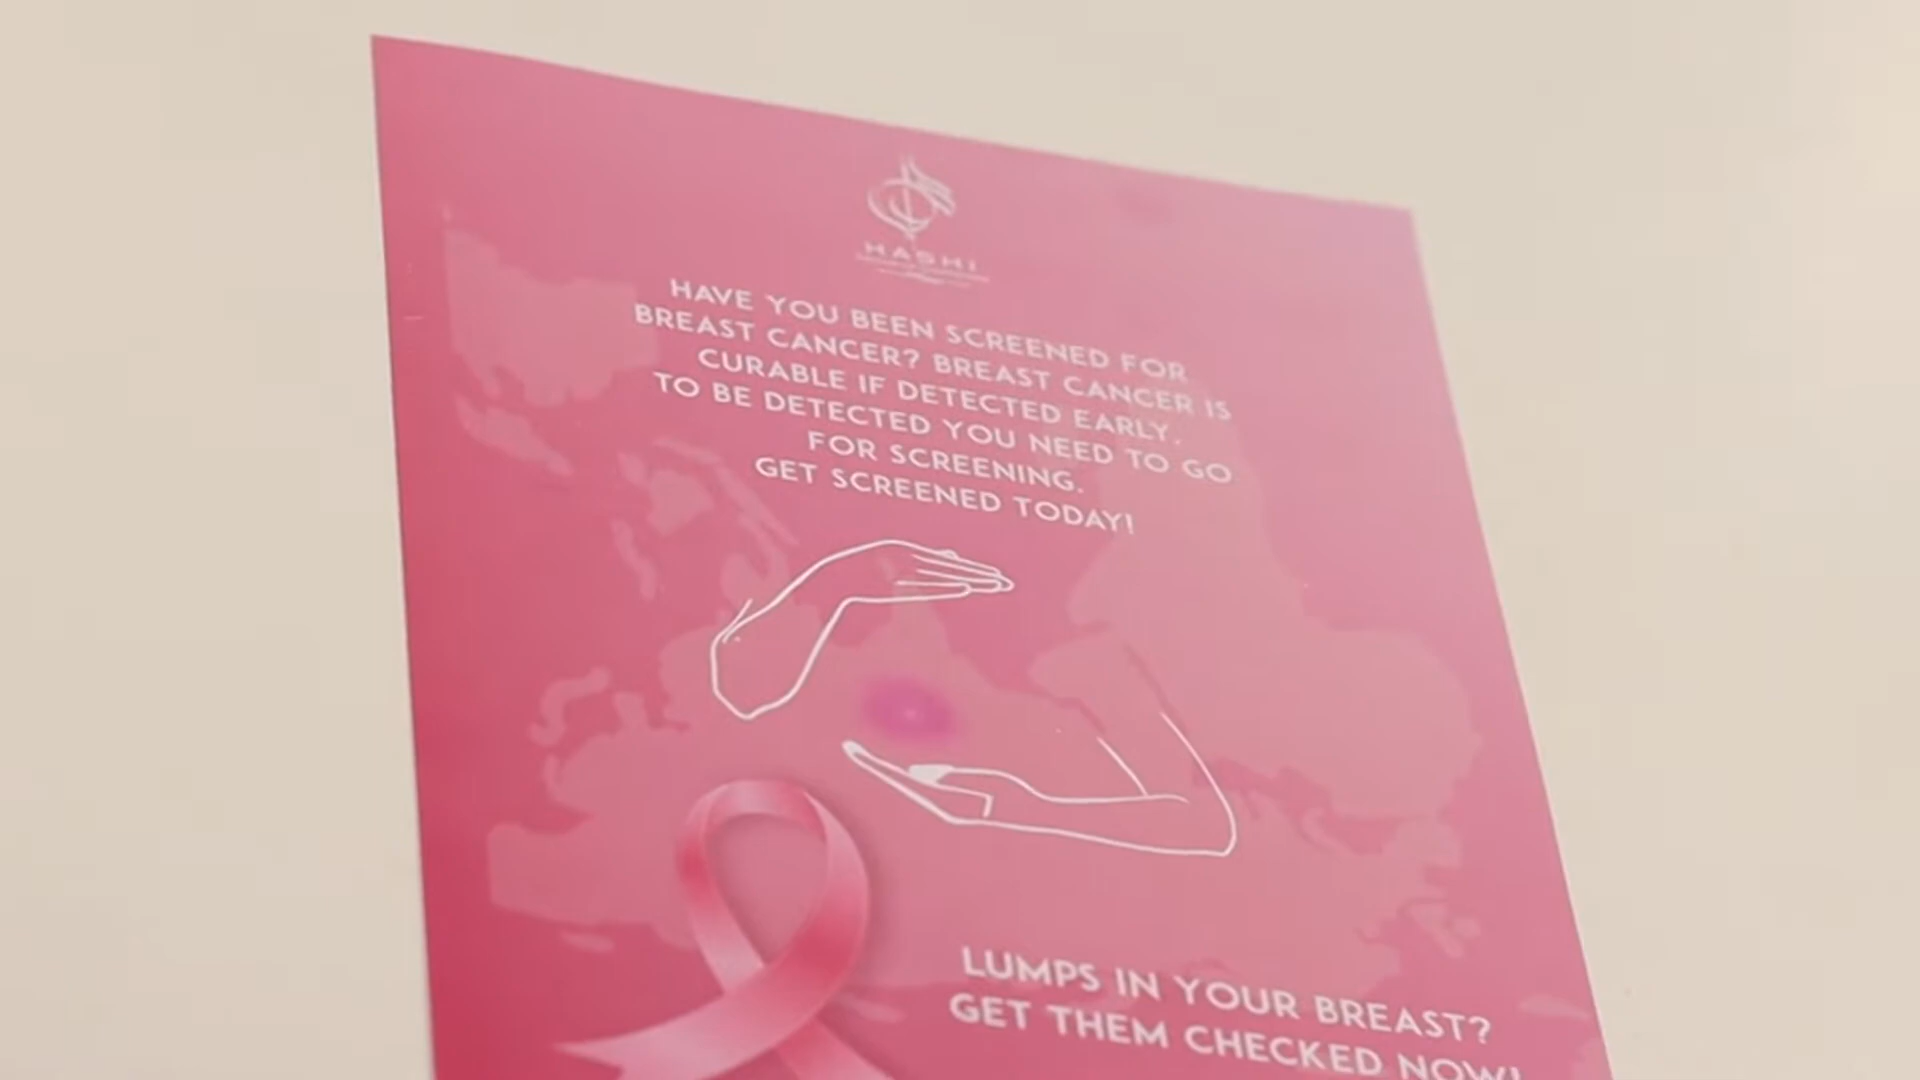 HASHI
HAVE YOU BEEN SCREENED FOR
BREAST CANCER? BREAST CANCER IS
CURABLE IF DETECTED EARLY.
TO BE DETECTED YOU NEED TO GO
FOR SCREENING.
GET SCREENED TODAY!
LUMPS IN YOUR BREAST?
GET THEM CHECKED NOW!